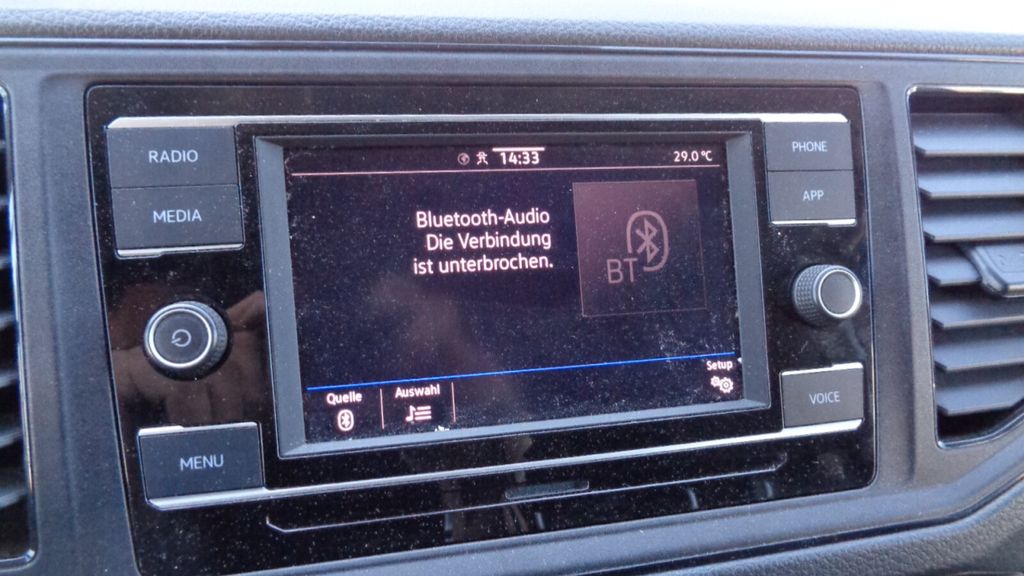 RADIO
MEDIA
MENU
14:33
29.0°C
Bluetooth-Audio
Die Verbindung
ist unterbrochen.
BT
Quelle
Auswahl
Setup
PHONE
APP
VOICE